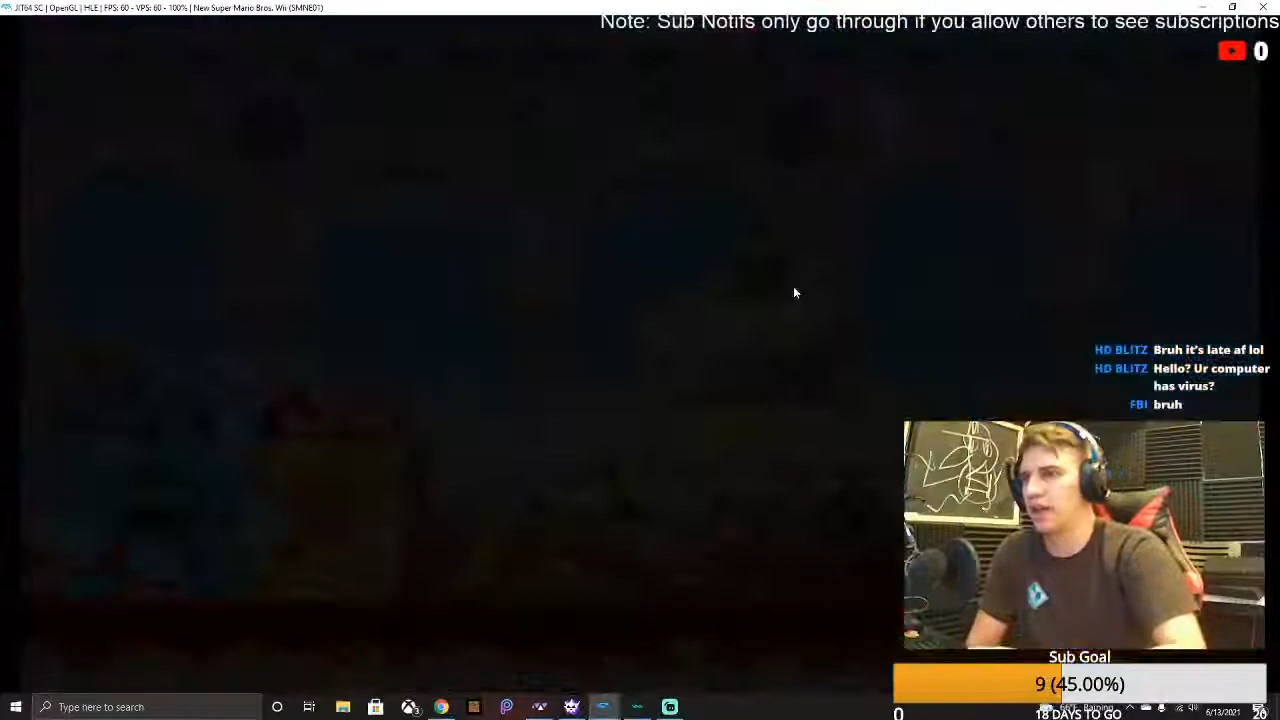 JIT64 SC | OpenGL | HLE | FPS: 60 - VPS: 60 - 100% | New Super Mario Bros. Wii (SMNE01)
Note: Sub Notifs only go through if you allow others to see subscriptions
0
HD BLITZ Bruh it's late af lol
HD BLITZ Hello? Ur computer
has virus?
FBI bruh
Sub Goal
9 (45.00%)
0 18 DAYS TO GO 20
Type here to search
66°F Raining
6/13/2021